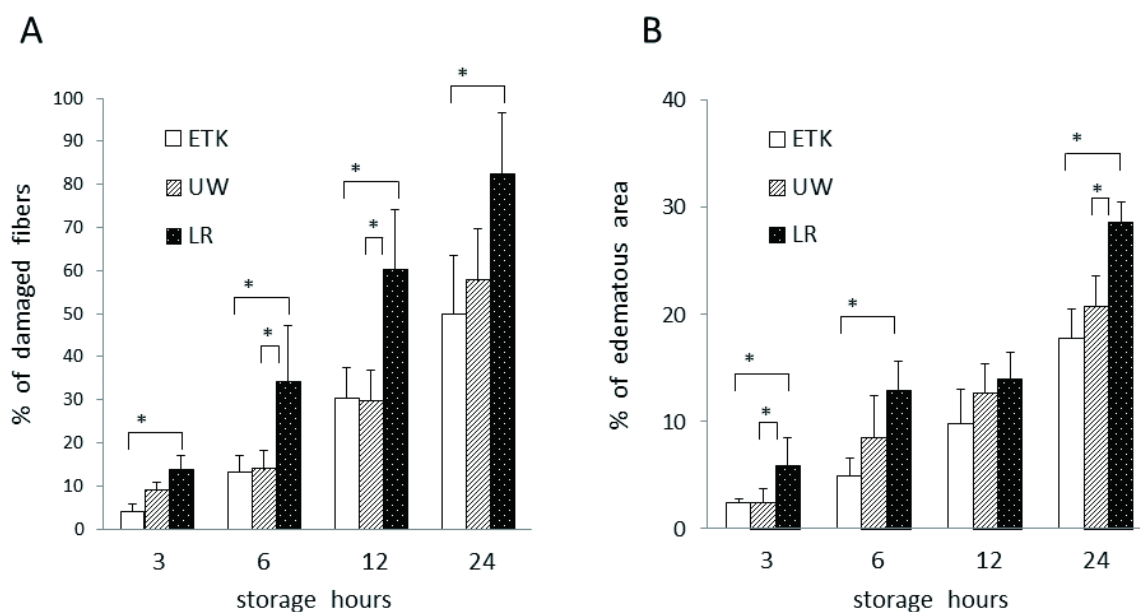 A
B
% of damaged fibers
100
90
80
70
60
50
40
30
20
10
0
ETK
UW
LR
*
*
*
*
*
*
3 6 12 24
storage hours
% of edematous area
40
30
20
10
0
ETK
UW
LR
*
*
*
*
*
3 6 12 24
storage hours